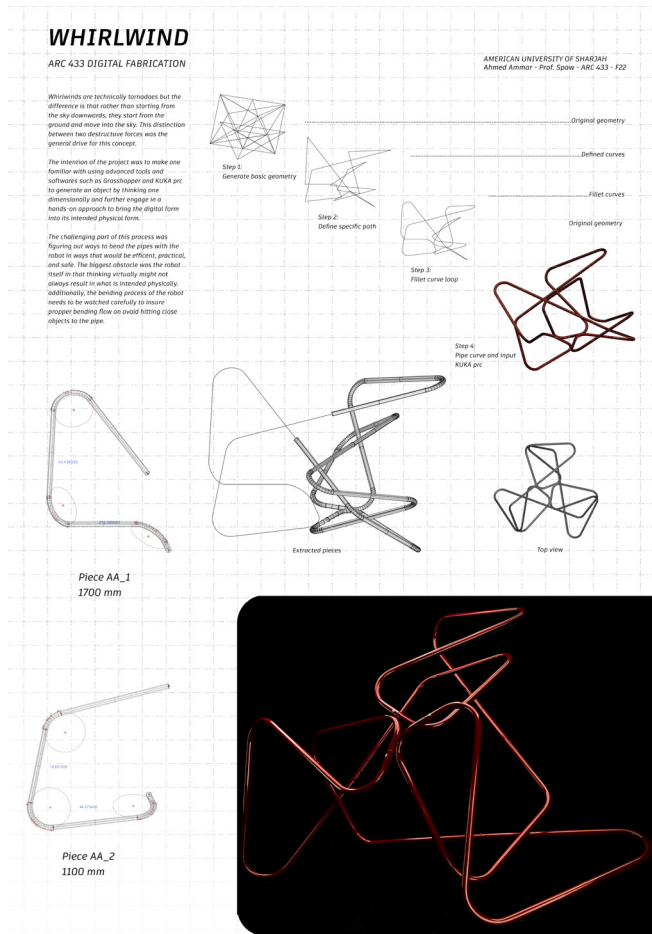 WHIRLWIND
ARC 433 DIGITAL FABRICATION
AMERICAN UNIVERSITY OF SHARJAH
Ahmed Ammar - Prof. Spaw - ARC 433 - F22
Whirlwinds are technically tornadoes but the
difference is that rather than starting from
the sky downwards, they start from the
ground and move into the sky. This distinction
between two destructuve forces was the
general drive for this concept.
The intention of the project was to make one
familiar with using advanced tools and
softwares such as Grasshopper and KUKA prc
to generate an object by thinking one
dimensionally and further engage in a
hands-on approach to bring the digital form
into its intended physical form.
The challenging part of this process was
figuring out ways to bend the pipes with the
robot in ways that would be efficent, practical,
and safe. The biggest obstacle was the robot
itself in that thinking virtually might not
always result in what is intended physically.
additionally, the bending process of the robot
needs to be watched carefully to insure
propper bending flow an avoid hitting close
objects to the pipe.
Original geometry
Step 1:
Generate basic geometry
Defined curves
Step 2:
Define specific path
Fillet curves
Step 3:
Fillet curve loop
Original geometry
Step 4:
Pipe curve and input
KUKA prc
Extracted pieces
Top view
Piece AA_1
1700 mm
Piece AA_2
1100 mm